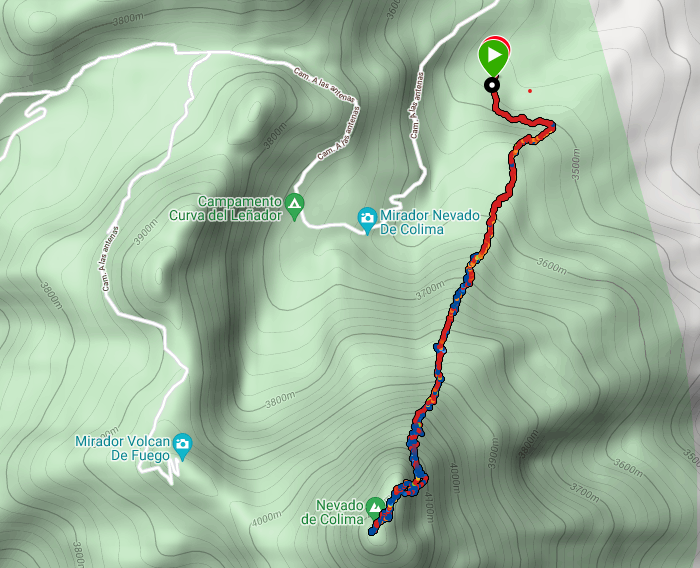 3800m
3600m
Cam. A las antenas
3800m
Cam. A las antenas
Cam. A las antenas
3500m
Campamento
Curva del Leñador
Mirador Nevado
De Colima
3900m
Cam. A las antenas
3600m
3700m
3800m
3800m
Mirador Volcan
De Fuego
3900m
3600m
4000m
3700m
4100m
Nevado
de Colima
4000m
3800m